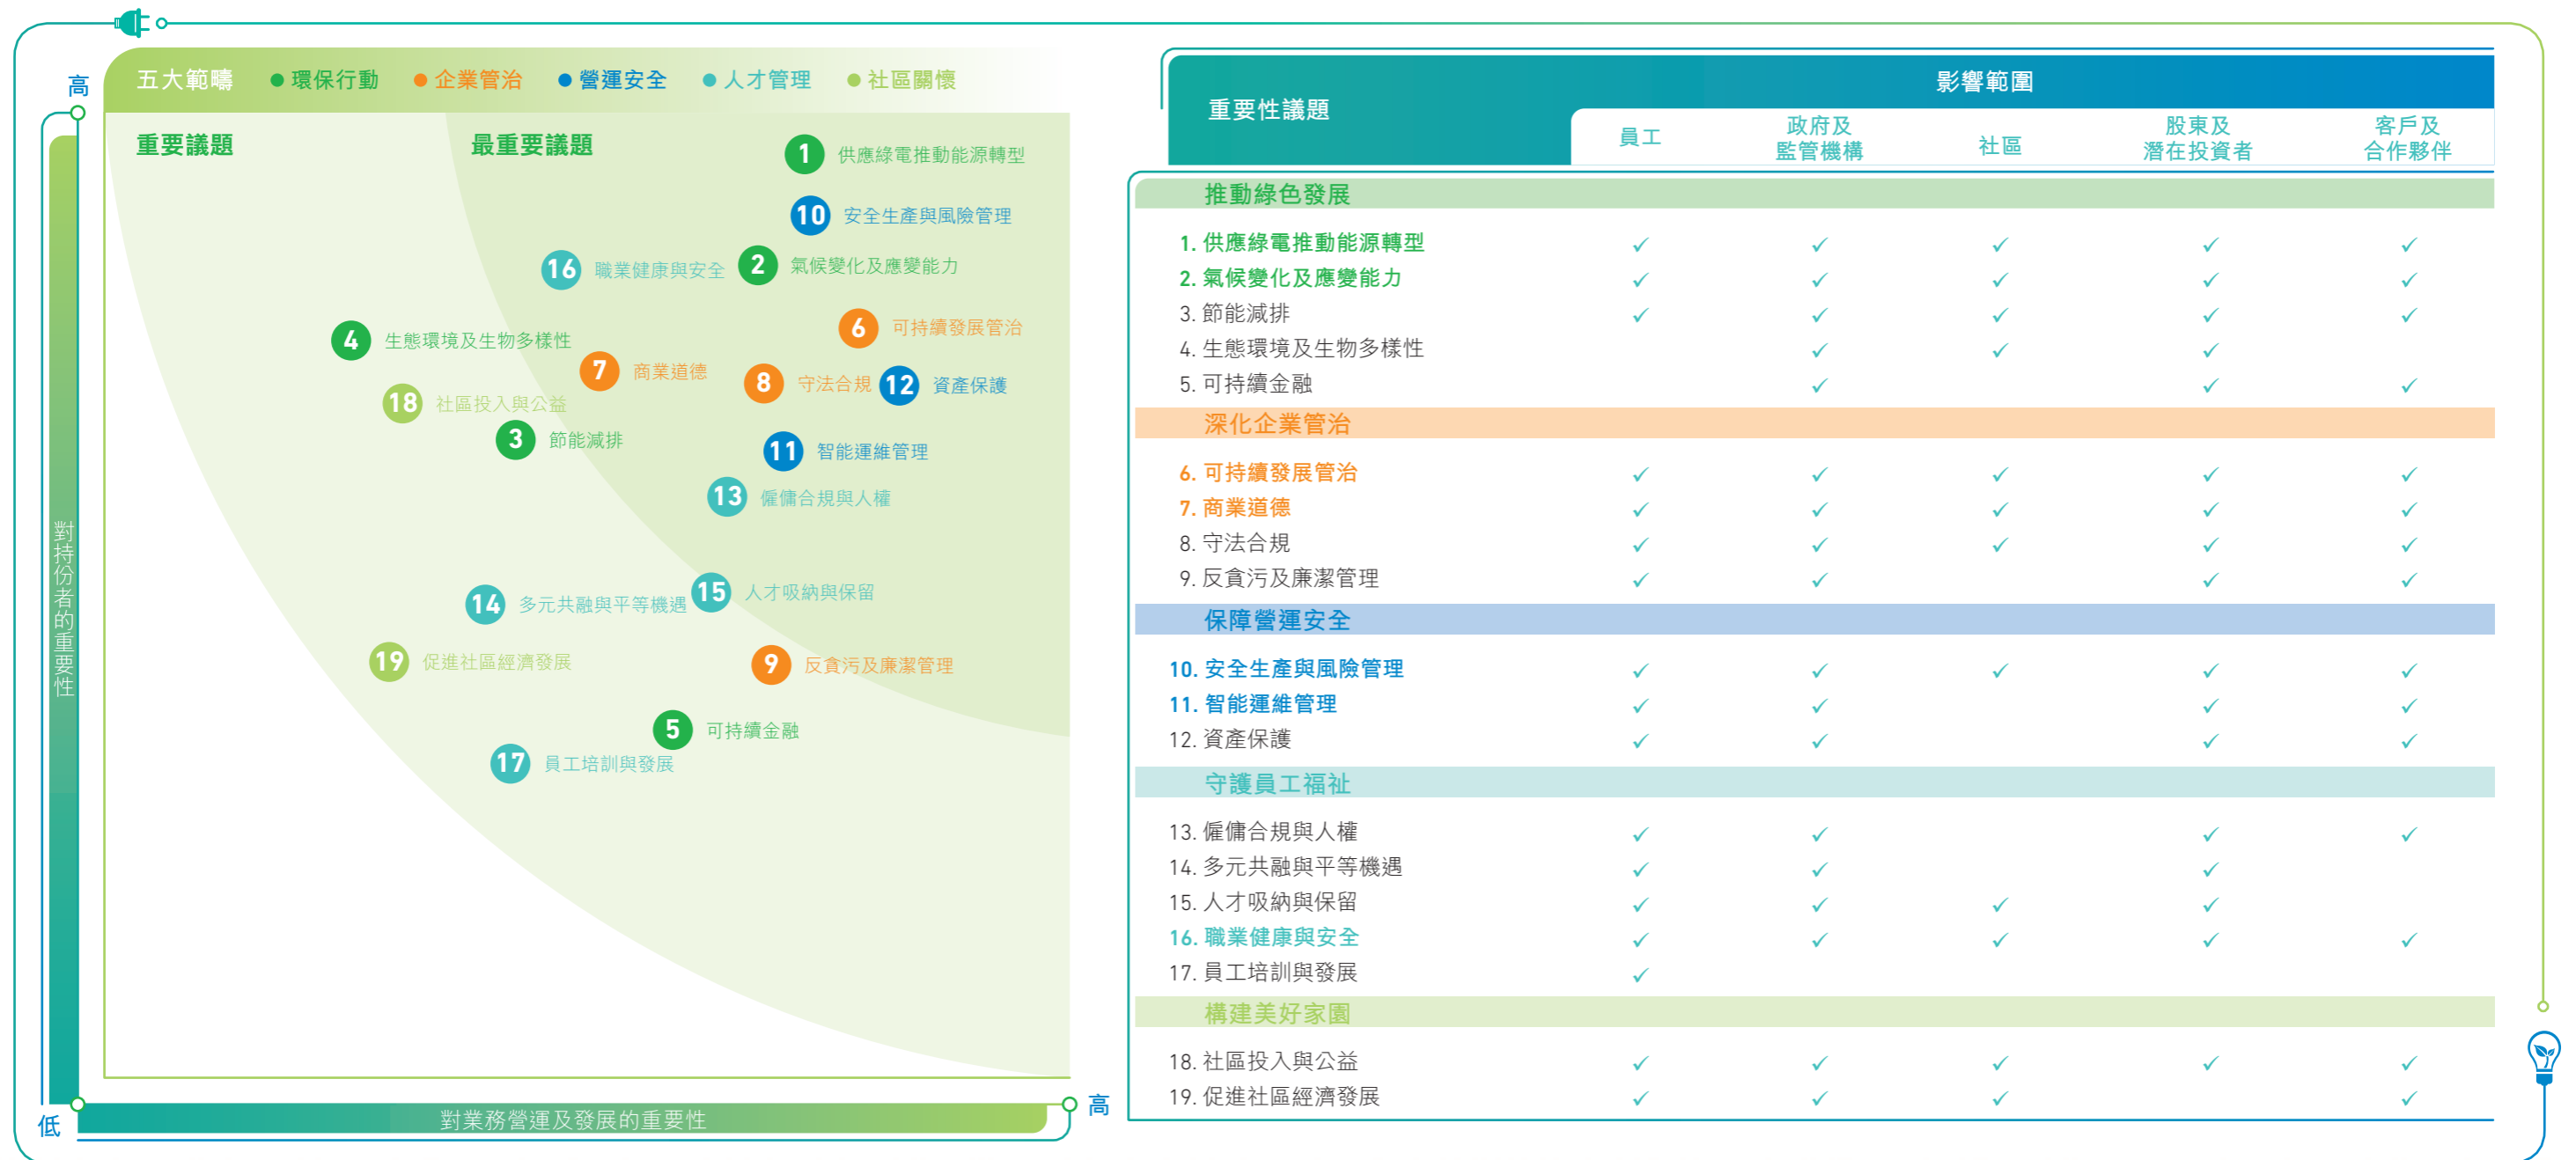 高
五大範疇 ● 環保行動 ● 企業管治 ● 營運安全 ● 人才管理 ● 社區關懷
重要議題
最重要議題
1 供應綠電推動能源轉型
10 安全生產與風險管理
16 職業健康與安全
2 氣候變化及應變能力
6 可持續發展管治
4 生態環境及生物多樣性
7 商業道德
8 守法合規
12 資產保護
18 社區投入與公益
3 節能減排
11 智能運維管理
13 僱傭合規與人權
14 多元共融與平等機遇
15 人才吸納與保留
19 促進社區經濟發展
9 反貪污及廉潔管理
5 可持續金融
17 員工培訓與發展
對持份者的重要性
低
對業務營運及發展的重要性
高
重要性議題
影響範圍
員工
政府及
監管機構
社區
股東及
潛在投資者
客戶及
合作夥伴
推動綠色發展
1. 供應綠電推動能源轉型 ✓ ✓ ✓ ✓ ✓
2. 氣候變化及應變能力 ✓ ✓ ✓ ✓ ✓
3. 節能減排 ✓ ✓ ✓ ✓ ✓
4. 生態環境及生物多樣性 ✓ ✓ ✓
5. 可持續金融 ✓ ✓ ✓
深化企業管治
6. 可持續發展管治 ✓ ✓ ✓ ✓ ✓
7. 商業道德 ✓ ✓ ✓ ✓ ✓
8. 守法合規 ✓ ✓ ✓ ✓ ✓
9. 反貪污及廉潔管理 ✓ ✓ ✓ ✓
保障營運安全
10. 安全生產與風險管理 ✓ ✓ ✓ ✓ ✓
11. 智能運維管理 ✓ ✓ ✓ ✓
12. 資產保護 ✓ ✓ ✓ ✓
守護員工福祉
13. 僱傭合規與人權 ✓ ✓ ✓ ✓
14. 多元共融與平等機遇 ✓ ✓ ✓
15. 人才吸納與保留 ✓ ✓ ✓ ✓
16. 職業健康與安全 ✓ ✓ ✓ ✓ ✓
17. 員工培訓與發展 ✓
構建美好家園
18. 社區投入與公益 ✓ ✓ ✓ ✓ ✓
19. 促進社區經濟發展 ✓ ✓ ✓ ✓